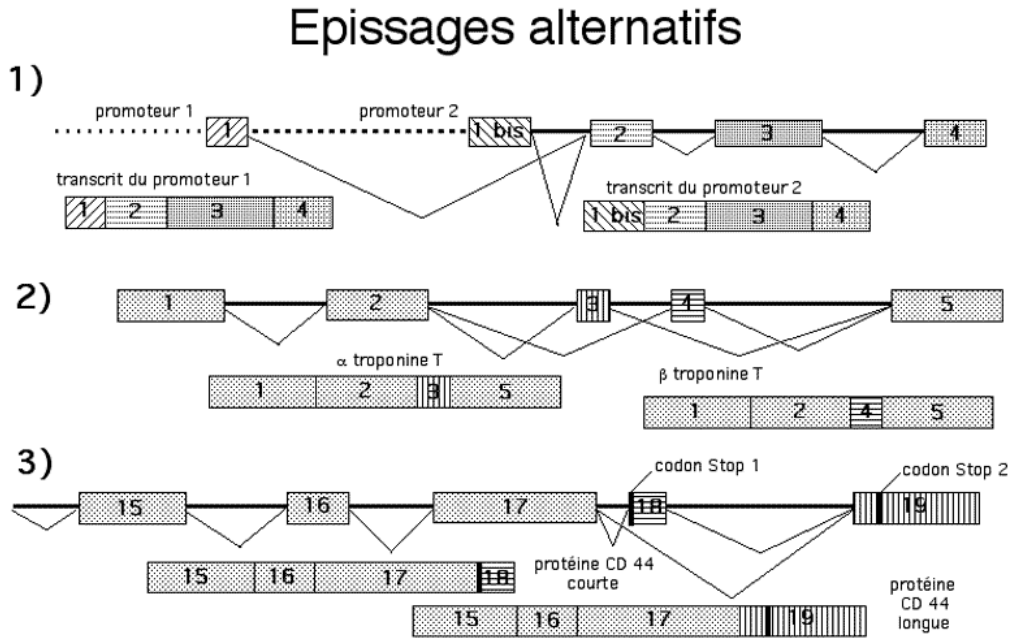 Epissages alternatifs
1)
promoteur 1
promoteur 2
1
1 bis
2
3
4
transcrit du promoteur 1
transcrit du promoteur 2
1 2 3 4
1 bis 2 3 4
2)
1
2
3
4
5
α troponine T
β troponine T
1 2 3 5
1 2 4 5
3)
codon Stop 1
codon Stop 2
15
16
17
18
19
protéine CD 44
courte
15 16 17 18
protéine
CD 44
longue
15 16 17 19